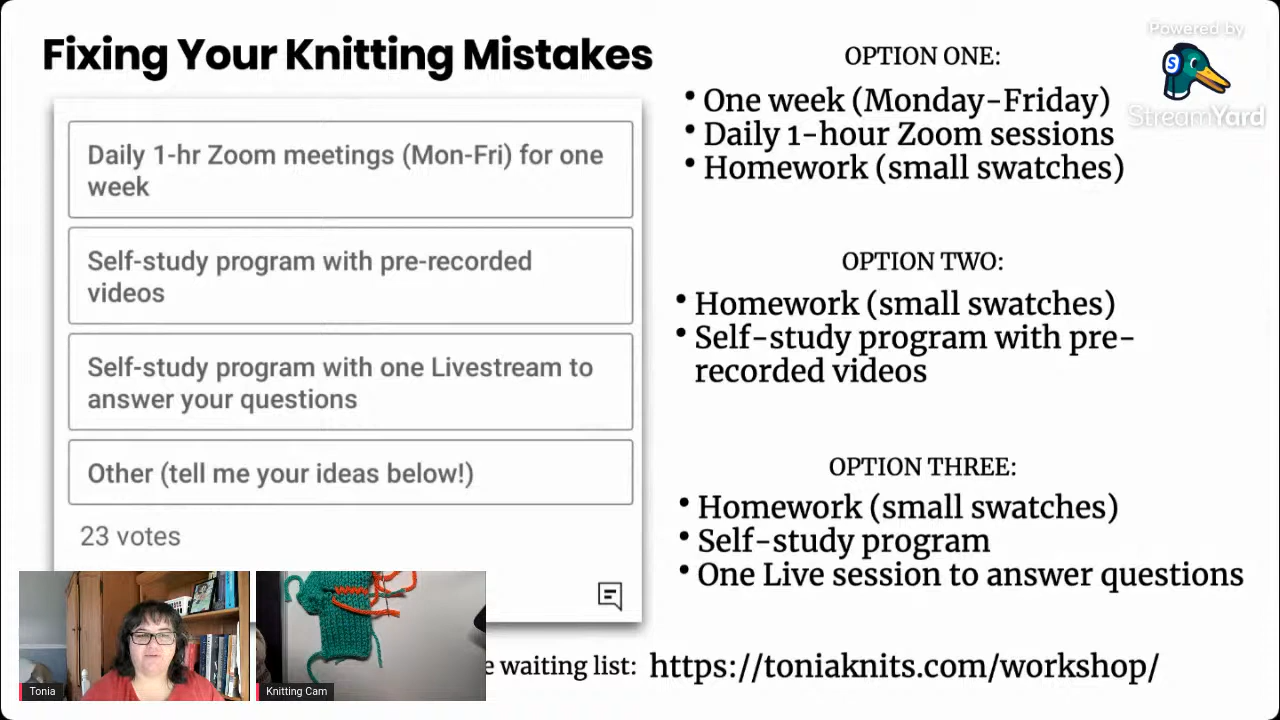 Fixing Your Knitting Mistakes
Daily 1-hr Zoom meetings (Mon-Fri) for one
week
Self-study program with pre-recorded
videos
Self-study program with one Livestream to
answer your questions
Other (tell me your ideas below!)
23 votes
OPTION ONE:
• One week (Monday-Friday)
• Daily 1-hour Zoom sessions
• Homework (small swatches)
OPTION TWO:
• Homework (small swatches)
• Self-study program with pre-
recorded videos
OPTION THREE:
• Homework (small swatches)
• Self-study program
• One Live session to answer questions
waiting list: https://toniaknits.com/workshop/
Powered by
S
StreamYard
Tonia
Knitting Cam